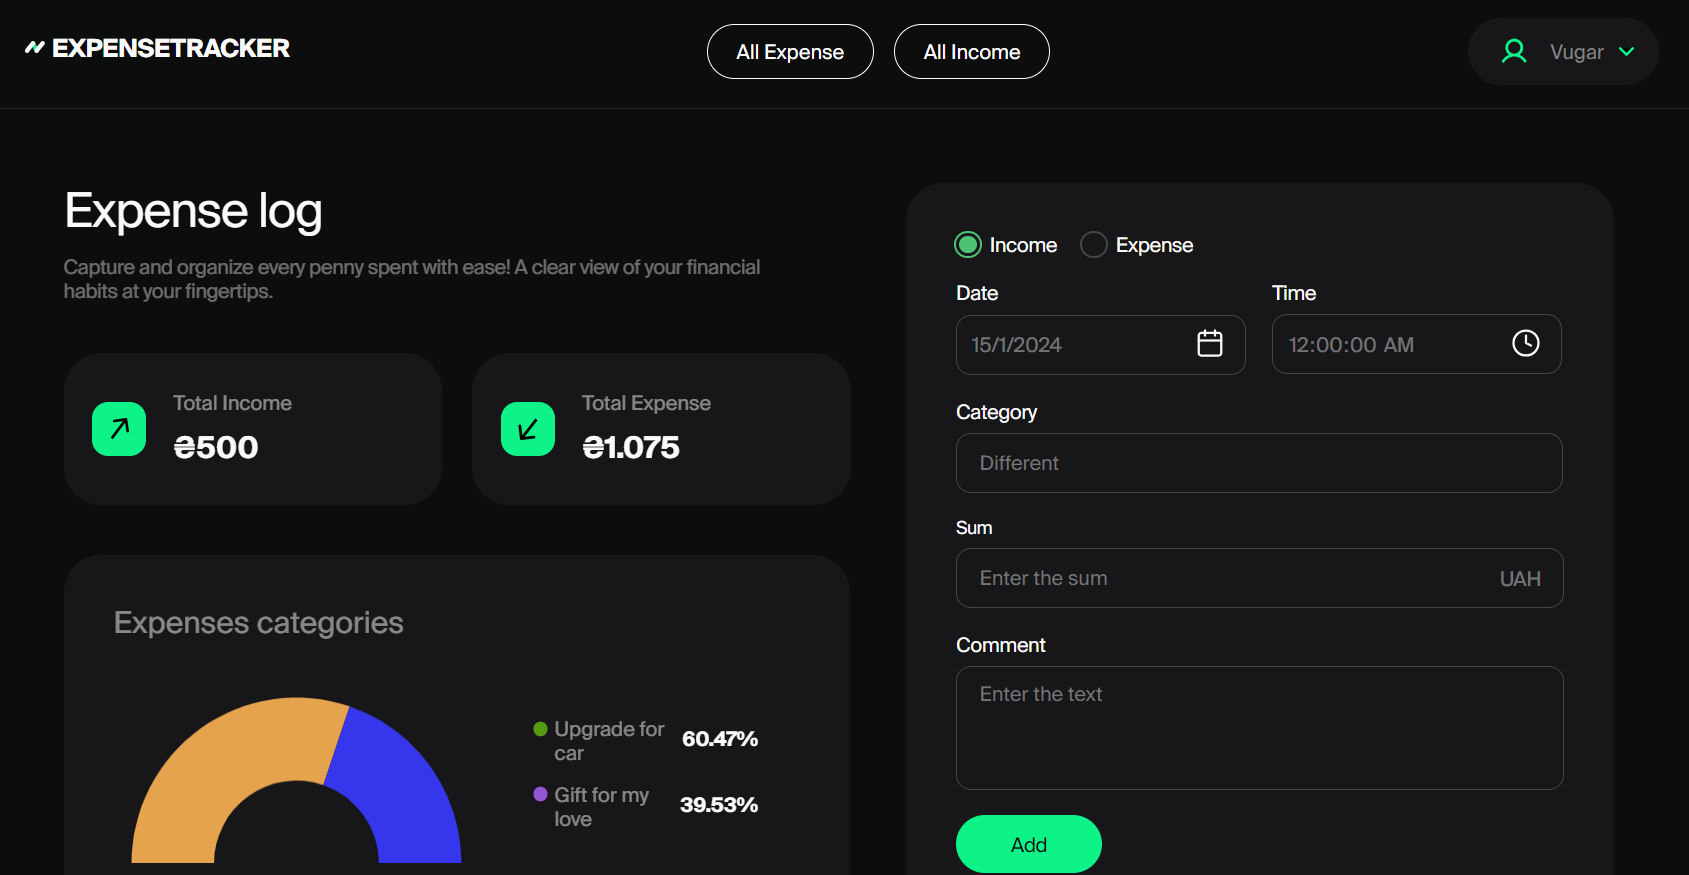 EXPENSETRACKER
All Expense
All Income
Vugar
Expense log
Capture and organize every penny spent with ease! A clear view of your financial
habits at your fingertips.
Total Income
₴500
Total Expense
₴1.075
Expenses categories
Upgrade for
car
60.47%
Gift for my
love
39.53%
Income
Expense
Date
Time
15/1/2024
12:00:00 AM
Category
Different
Sum
Enter the sum
UAH
Comment
Enter the text
Add